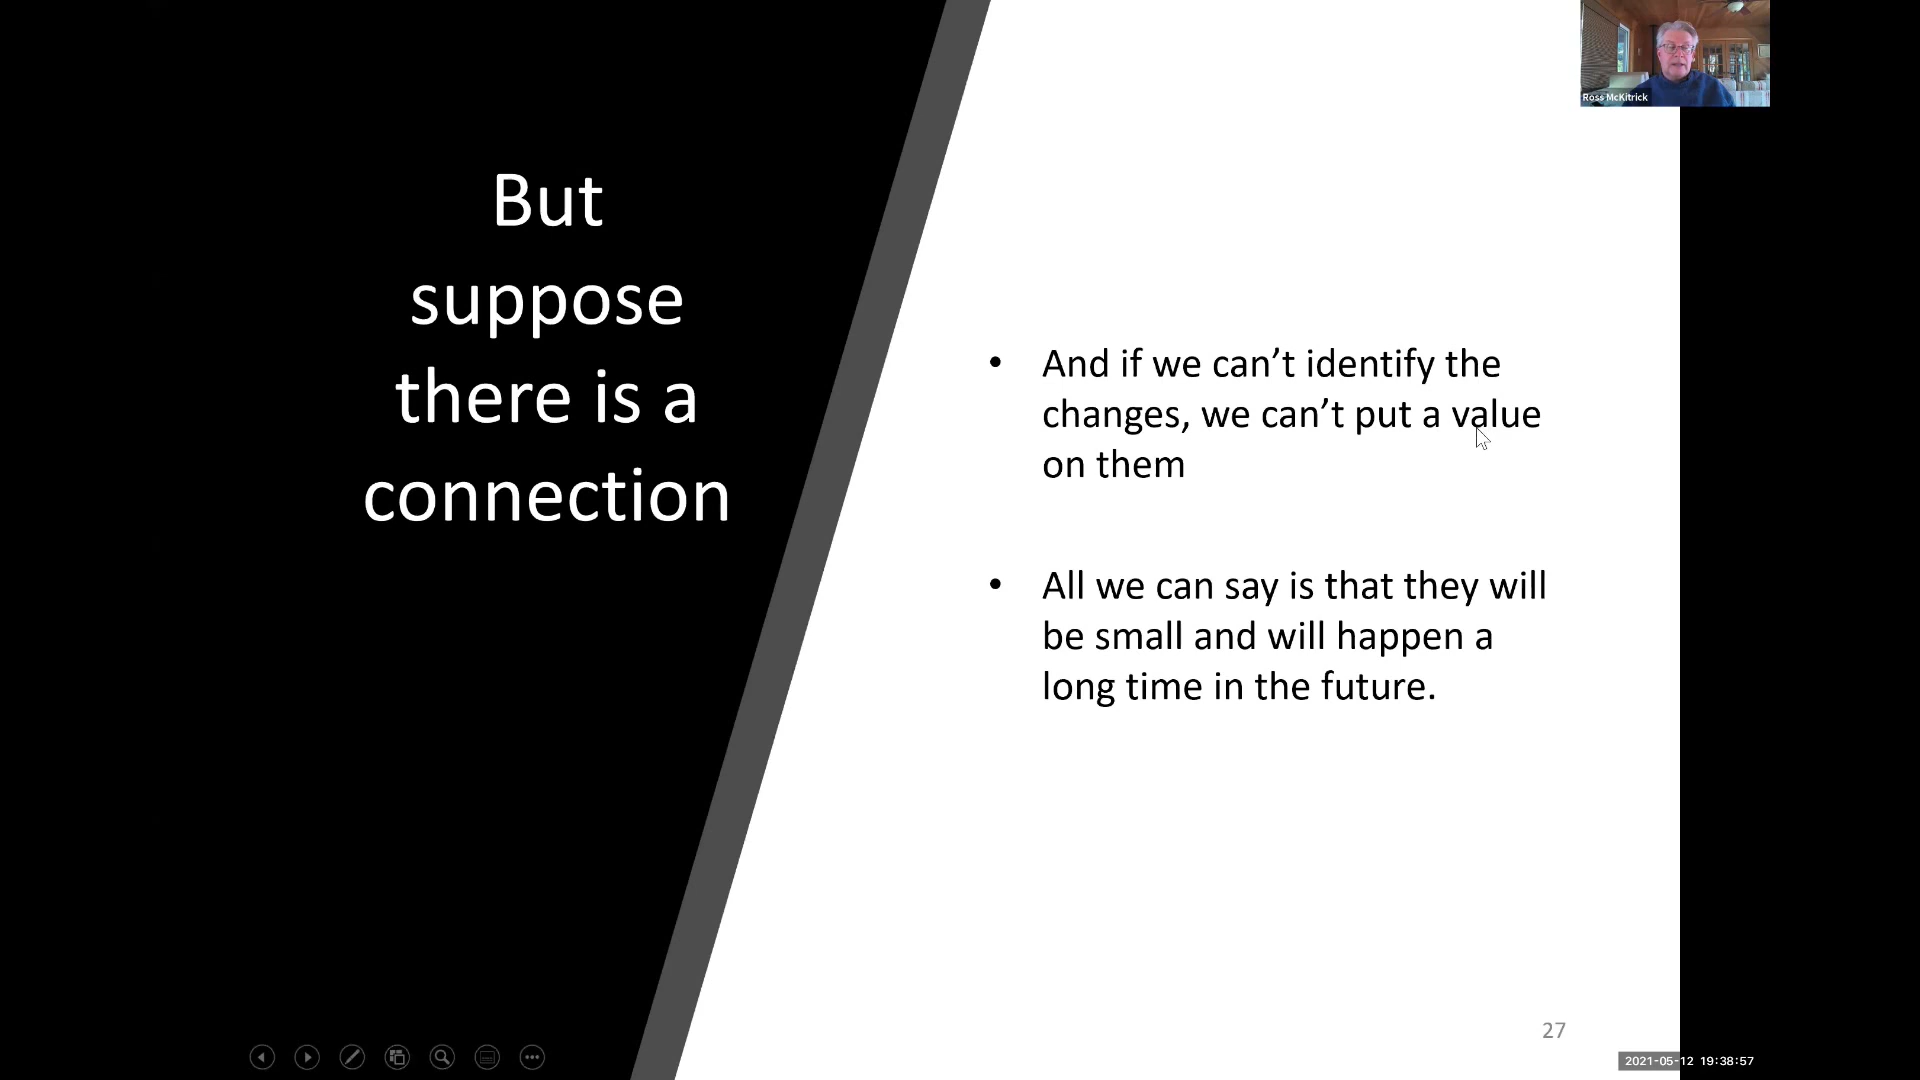 But
suppose
there is a
connection
Ross McKitrick
• And if we can’t identify the
changes, we can’t put a value
on them
• All we can say is that they will
be small and will happen a
long time in the future.
27
2021-05-12 19:38:57